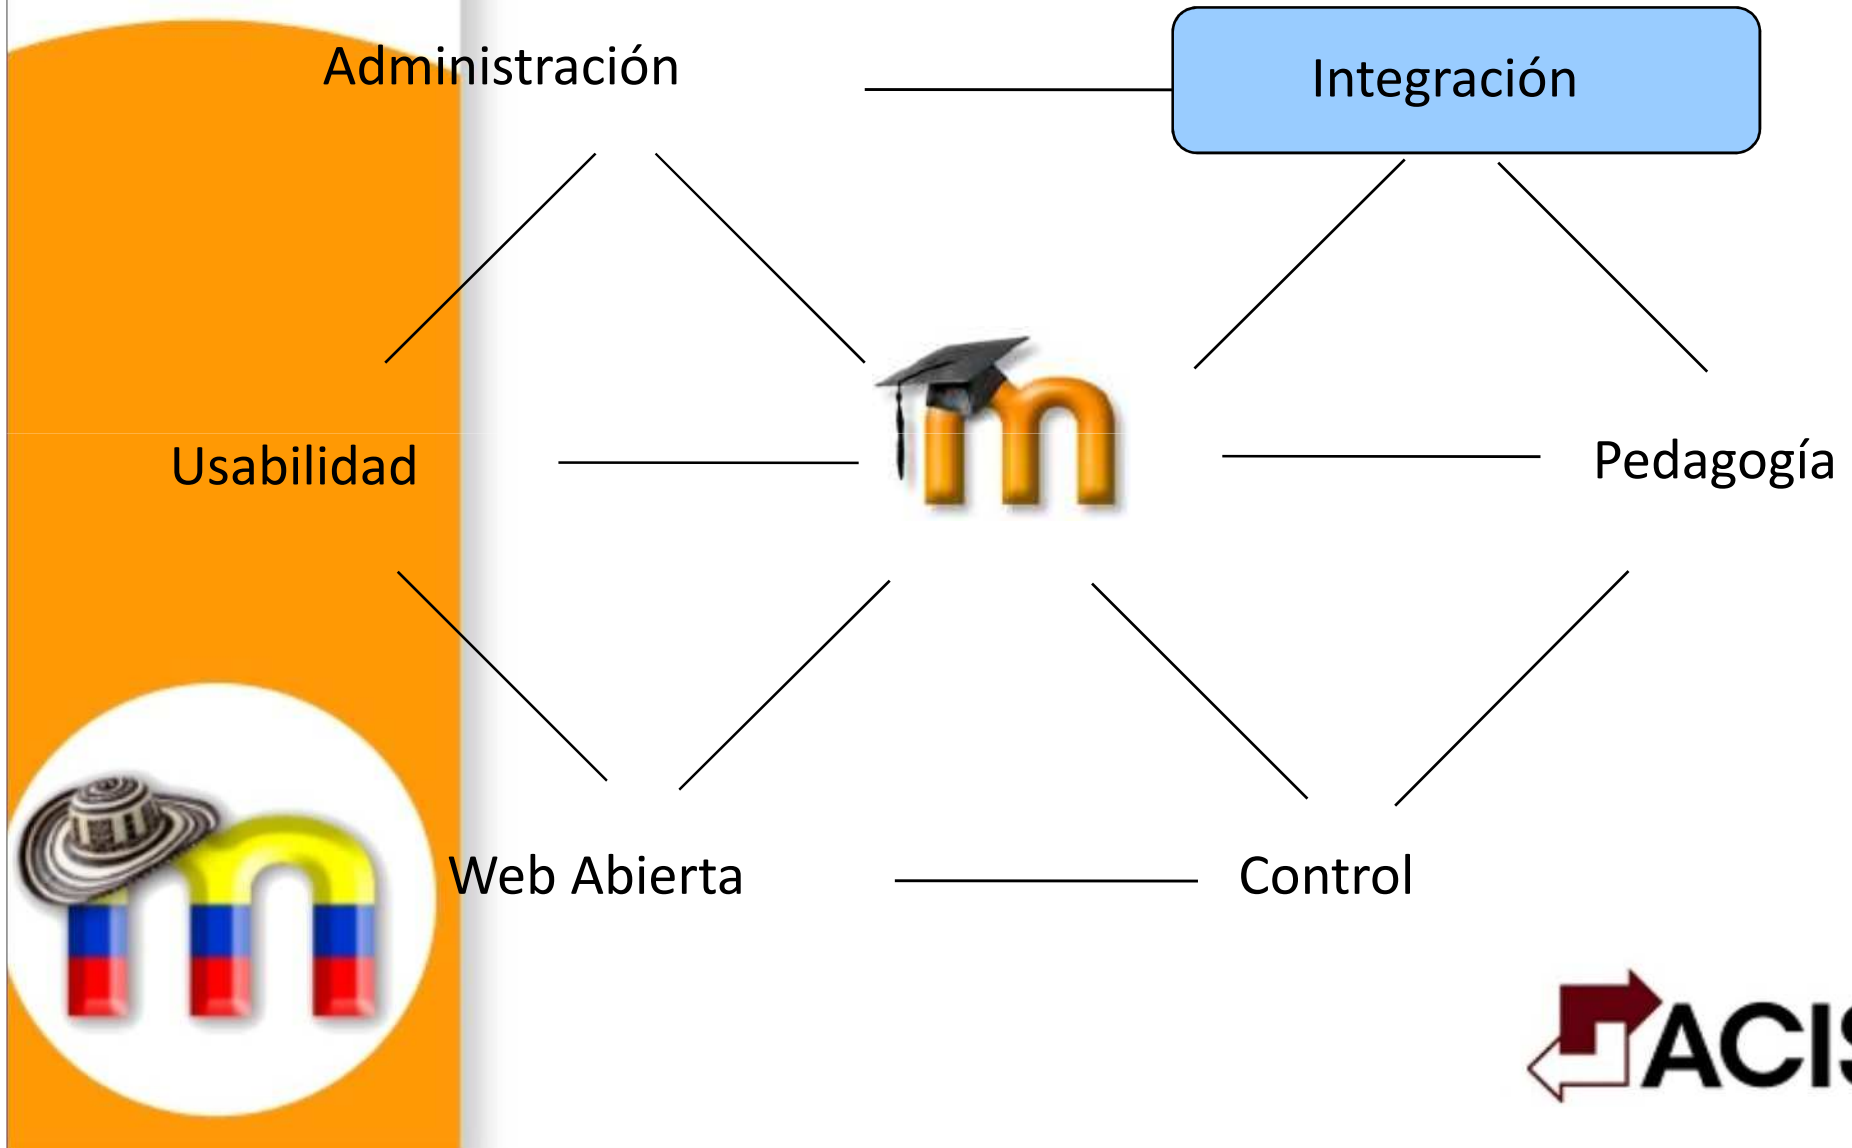 Administración
Integración
m
Usabilidad
Pedagogía
Web Abierta
Control
m
ACIS